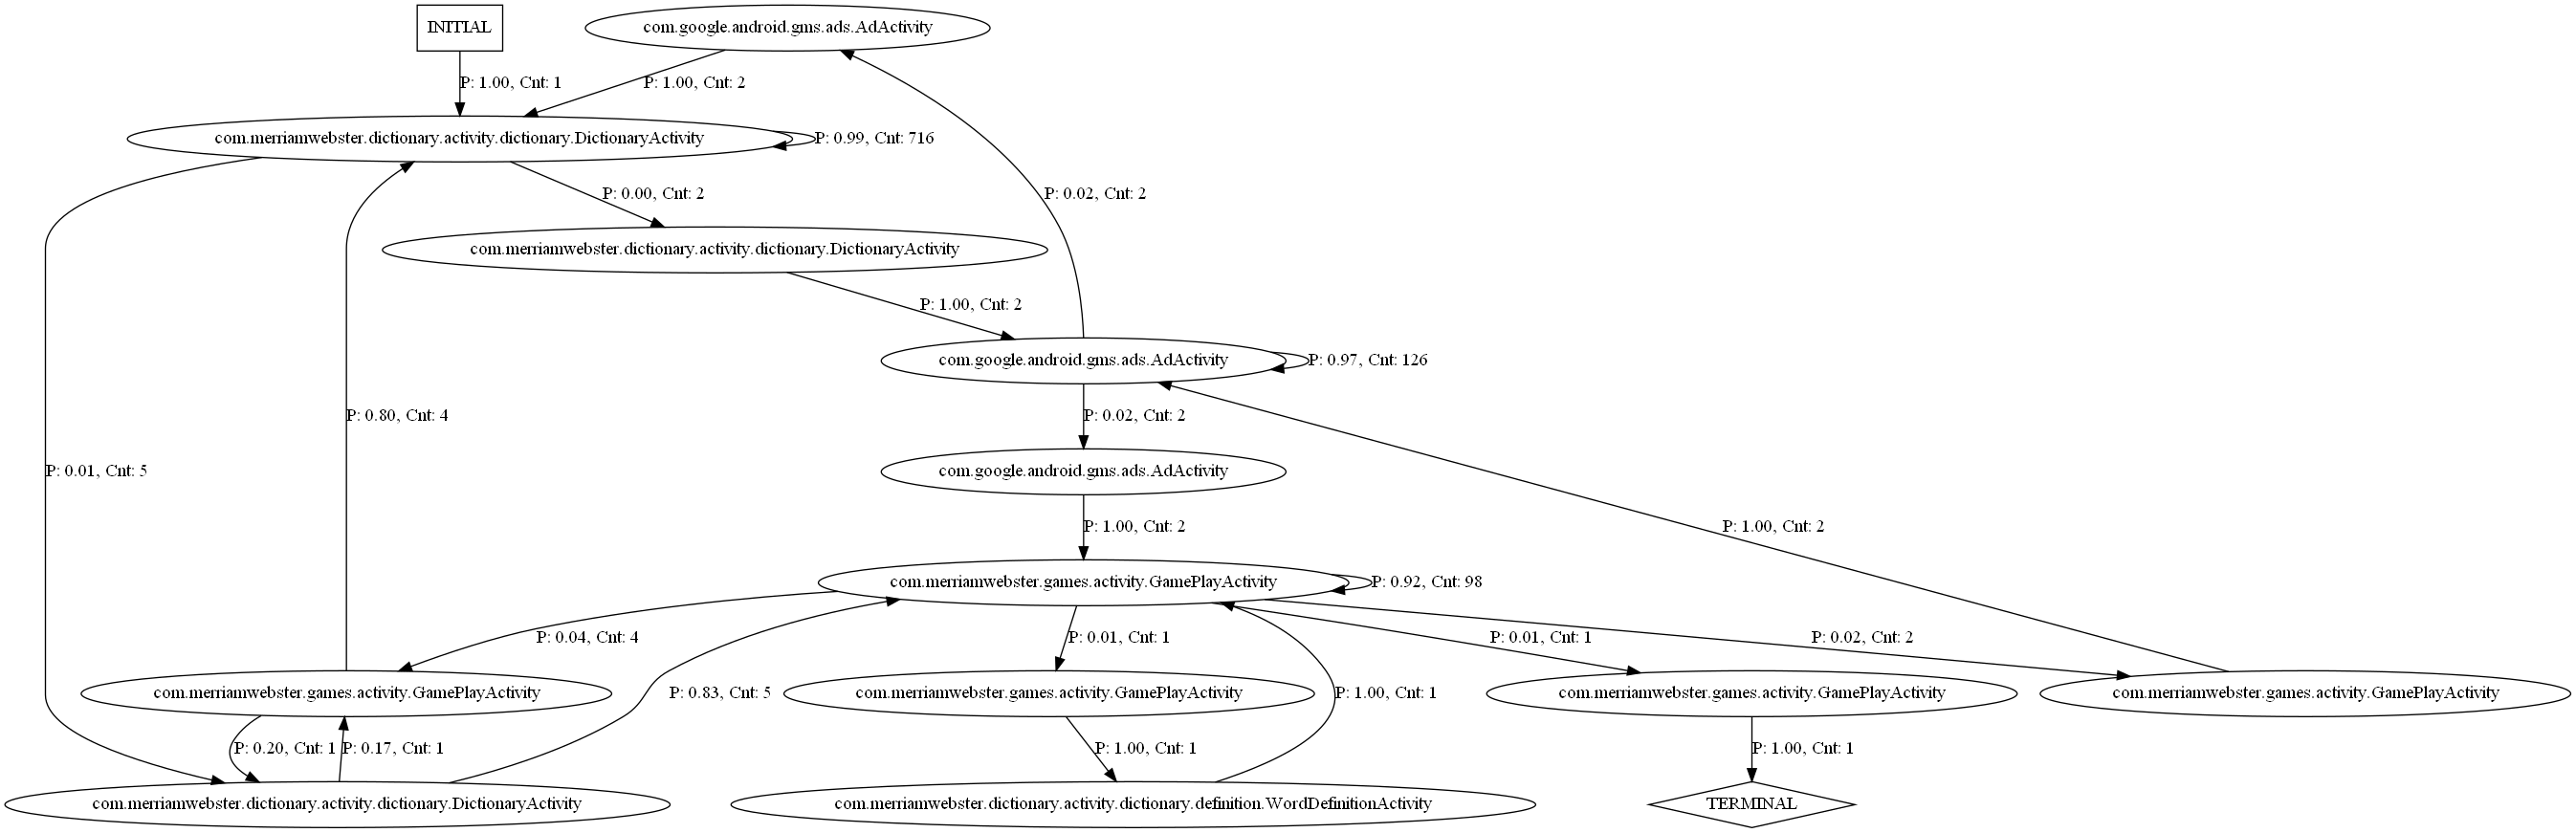 INITIAL
com.google.android.gms.ads.AdActivity
P: 1.00, Cnt: 1
P: 1.00, Cnt: 2
com.merriamwebster.dictionary.activity.dictionary.DictionaryActivity
P: 0.99, Cnt: 716
P: 0.00, Cnt: 2
P: 0.02, Cnt: 2
com.merriamwebster.dictionary.activity.dictionary.DictionaryActivity
P: 1.00, Cnt: 2
com.google.android.gms.ads.AdActivity
P: 0.97, Cnt: 126
P: 0.80, Cnt: 4
P: 0.02, Cnt: 2
P: 0.01, Cnt: 5
com.google.android.gms.ads.AdActivity
P: 1.00, Cnt: 2
P: 1.00, Cnt: 2
com.merriamwebster.games.activity.GamePlayActivity
P: 0.92, Cnt: 98
P: 0.04, Cnt: 4
P: 0.01, Cnt: 1
P: 0.01, Cnt: 1
P: 0.02, Cnt: 2
com.merriamwebster.games.activity.GamePlayActivity
P: 0.83, Cnt: 5
com.merriamwebster.games.activity.GamePlayActivity
P: 1.00, Cnt: 1
com.merriamwebster.games.activity.GamePlayActivity
com.merriamwebster.games.activity.GamePlayActivity
P: 0.20, Cnt: 1
P: 0.17, Cnt: 1
P: 1.00, Cnt: 1
P: 1.00, Cnt: 1
com.merriamwebster.dictionary.activity.dictionary.DictionaryActivity
com.merriamwebster.dictionary.activity.dictionary.definition.WordDefinitionActivity
TERMINAL